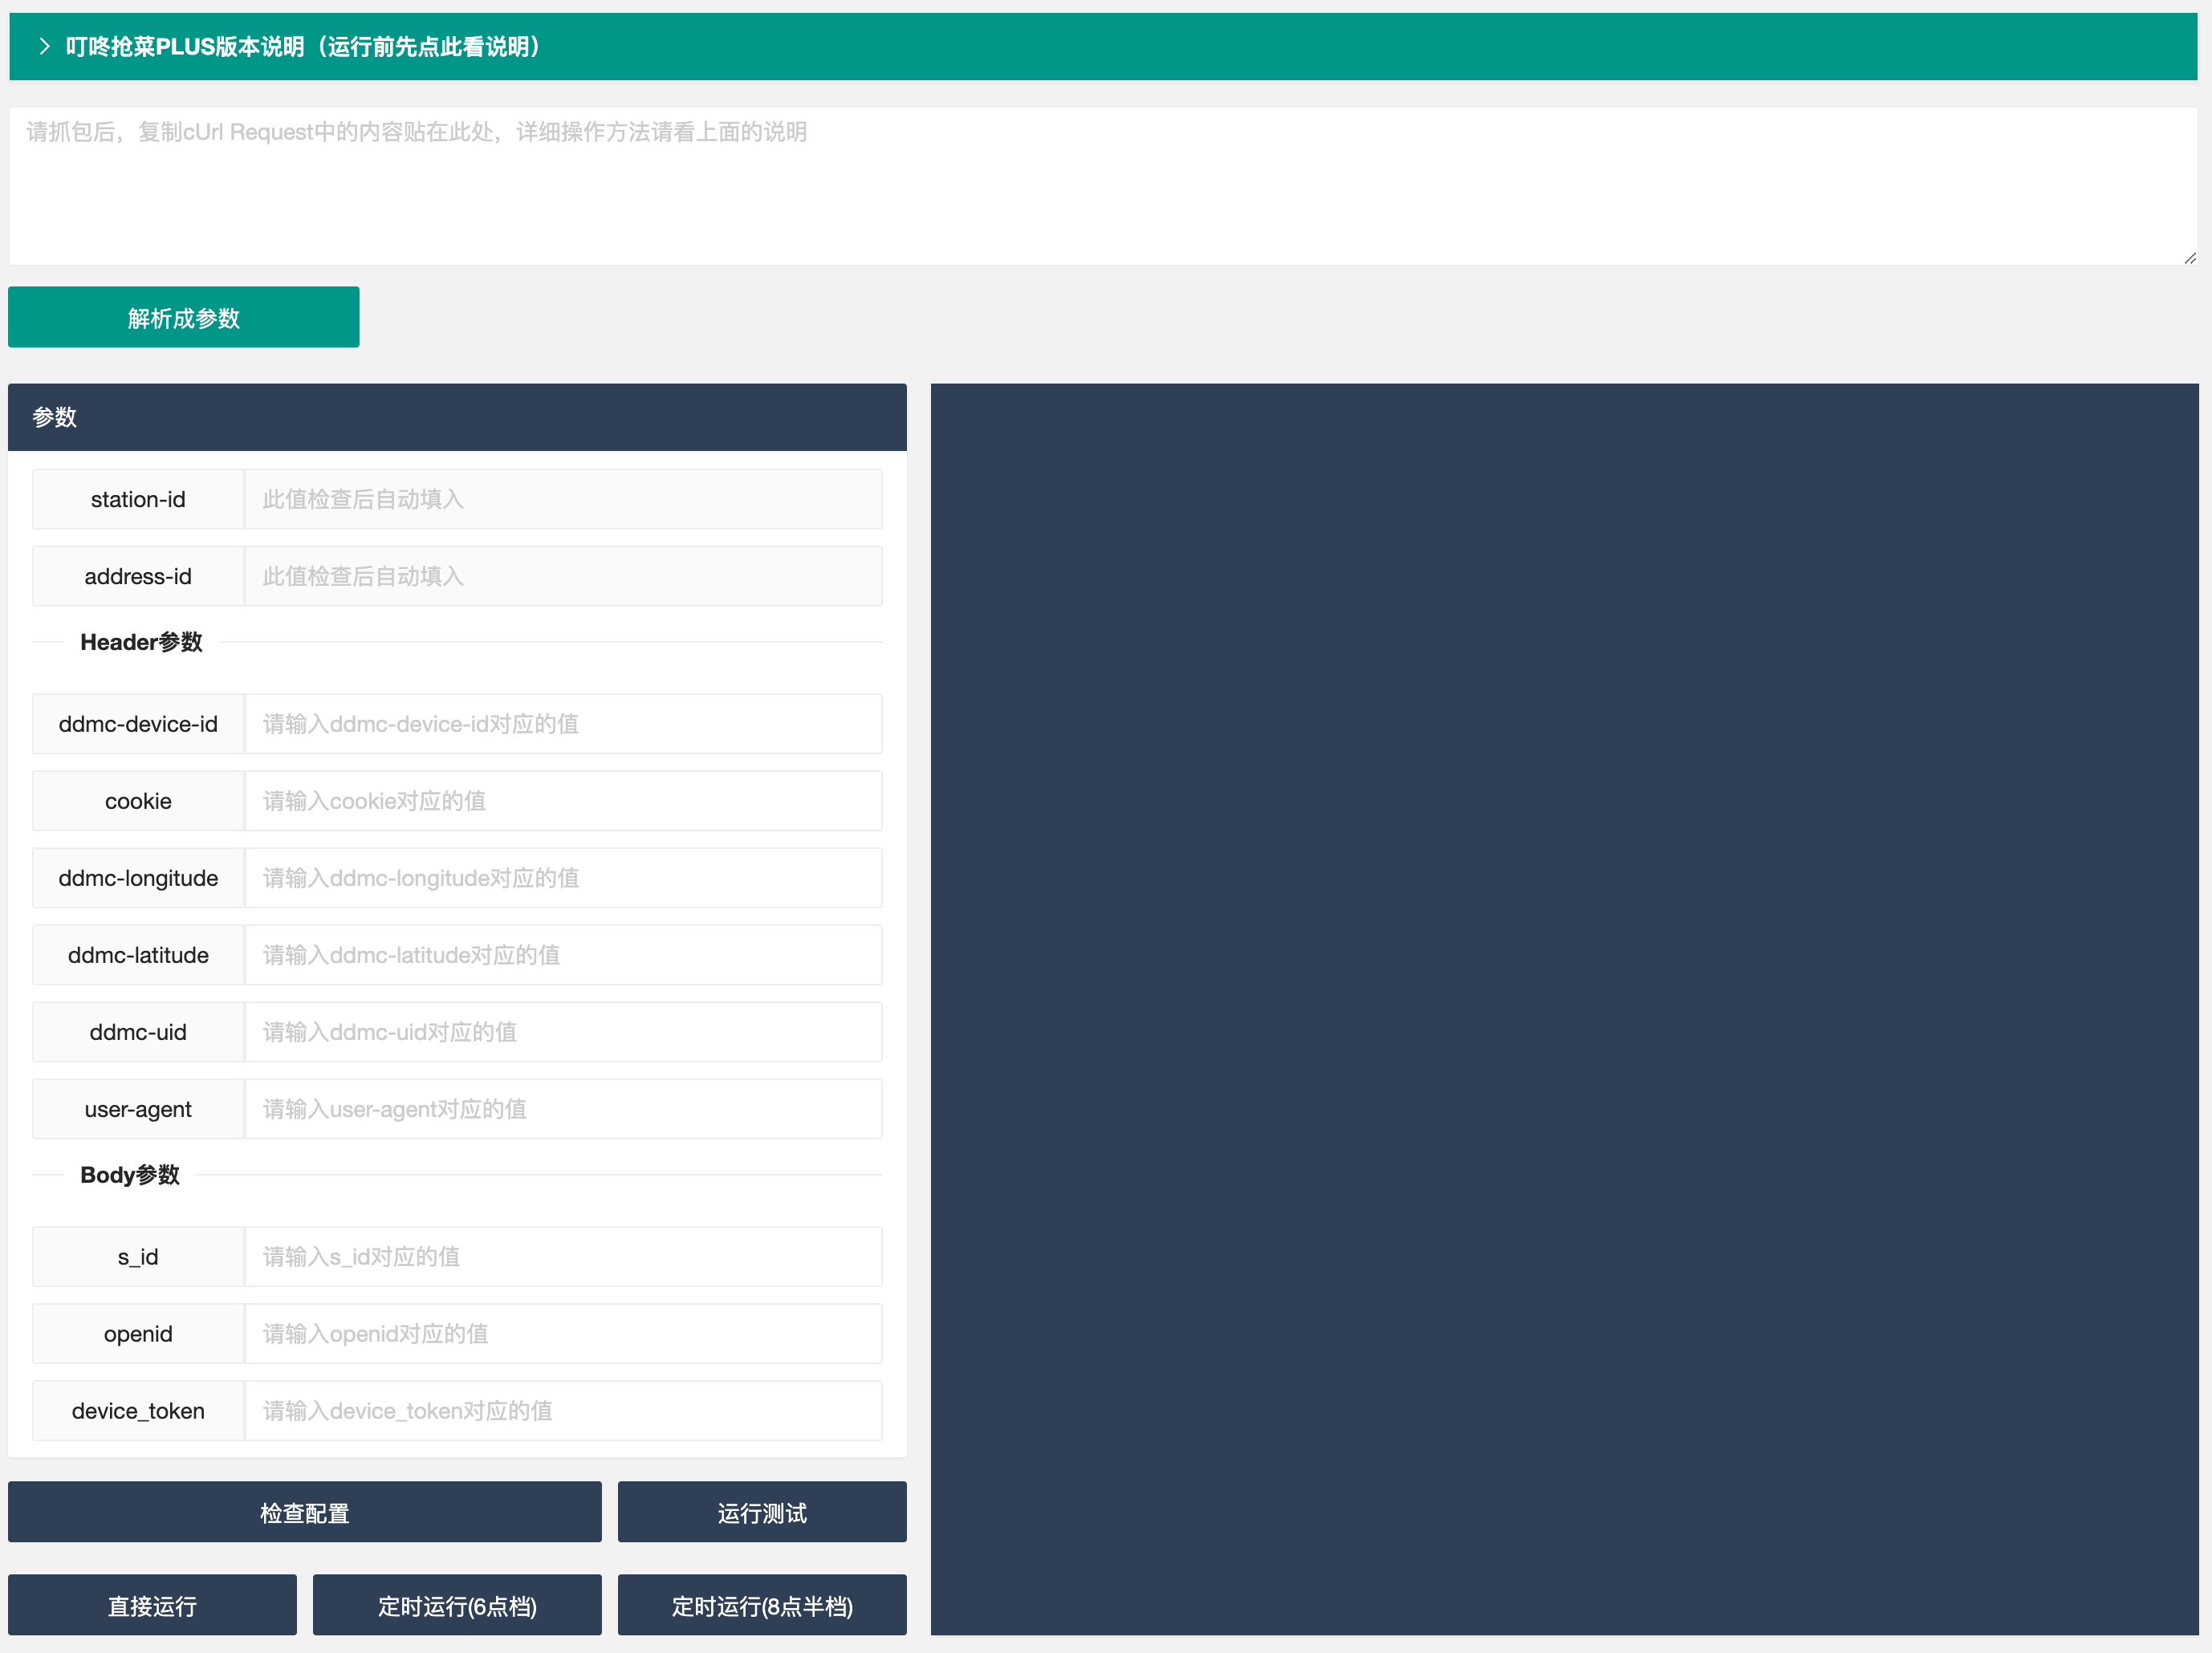 叮咚抢菜PLUS版本说明（运行前先点此看说明）
请抓包后，复制cUrl Request中的内容贴在此处，详细操作方法请看上面的说明
解析成参数
参数
station-id 此值检查后自动填入
address-id 此值检查后自动填入
Header参数
ddmc-device-id 请输入ddmc-device-id对应的值
cookie 请输入cookie对应的值
ddmc-longitude 请输入ddmc-longitude对应的值
ddmc-latitude 请输入ddmc-latitude对应的值
ddmc-uid 请输入ddmc-uid对应的值
user-agent 请输入user-agent对应的值
Body参数
s_id 请输入s_id对应的值
openid 请输入openid对应的值
device_token 请输入device_token对应的值
检查配置 运行测试
直接运行 定时运行(6点档) 定时运行(8点半档)